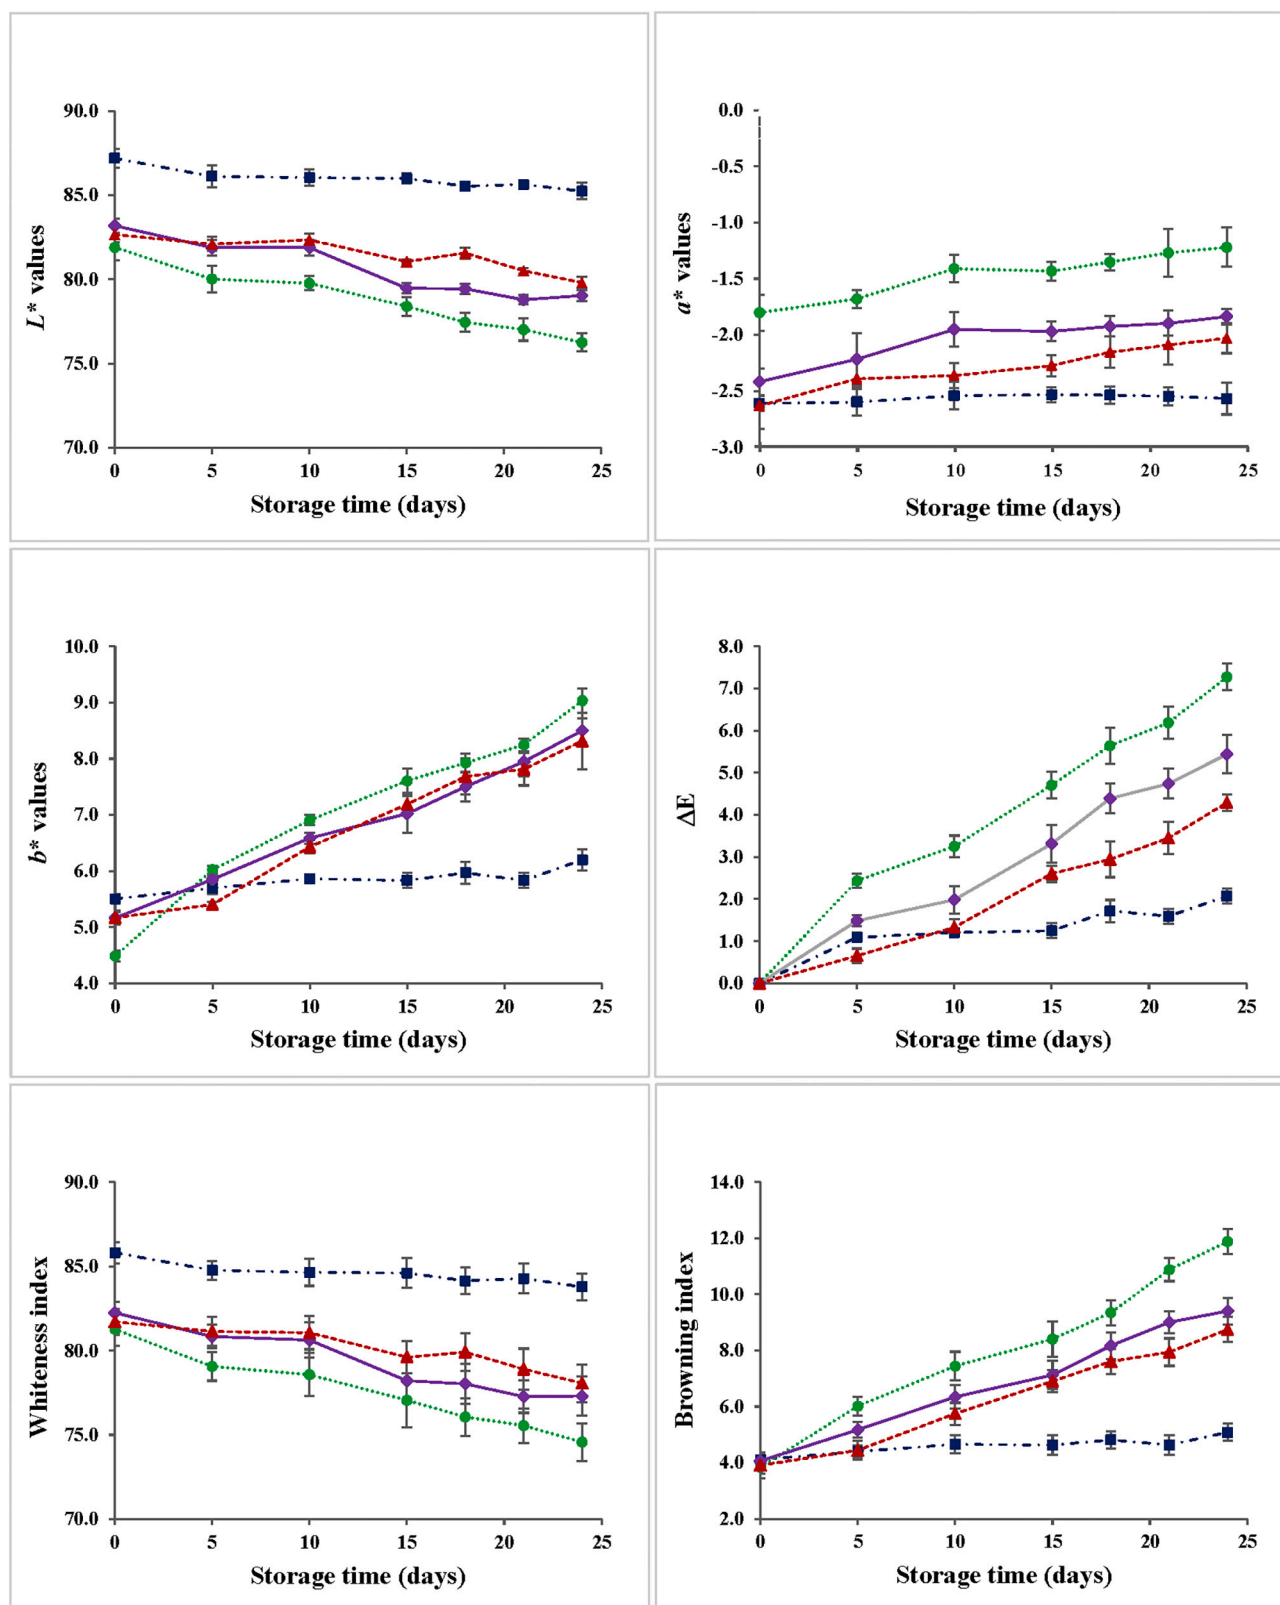 90.0
85.0
80.0
75.0
70.0
L* values
0 5 10 15 20 25
Storage time (days)
0.0
-0.5
-1.0
-1.5
-2.0
-2.5
-3.0
a* values
0 5 10 15 20 25
Storage time (days)
10.0
9.0
8.0
7.0
6.0
5.0
4.0
b* values
0 5 10 15 20 25
Storage time (days)
8.0
7.0
6.0
5.0
4.0
3.0
2.0
1.0
0.0
ΔE
0 5 10 15 20 25
Storage time (days)
90.0
85.0
80.0
75.0
70.0
Whiteness index
0 5 10 15 20 25
Storage time (days)
14.0
12.0
10.0
8.0
6.0
4.0
2.0
Browning index
0 5 10 15 20 25
Storage time (days)